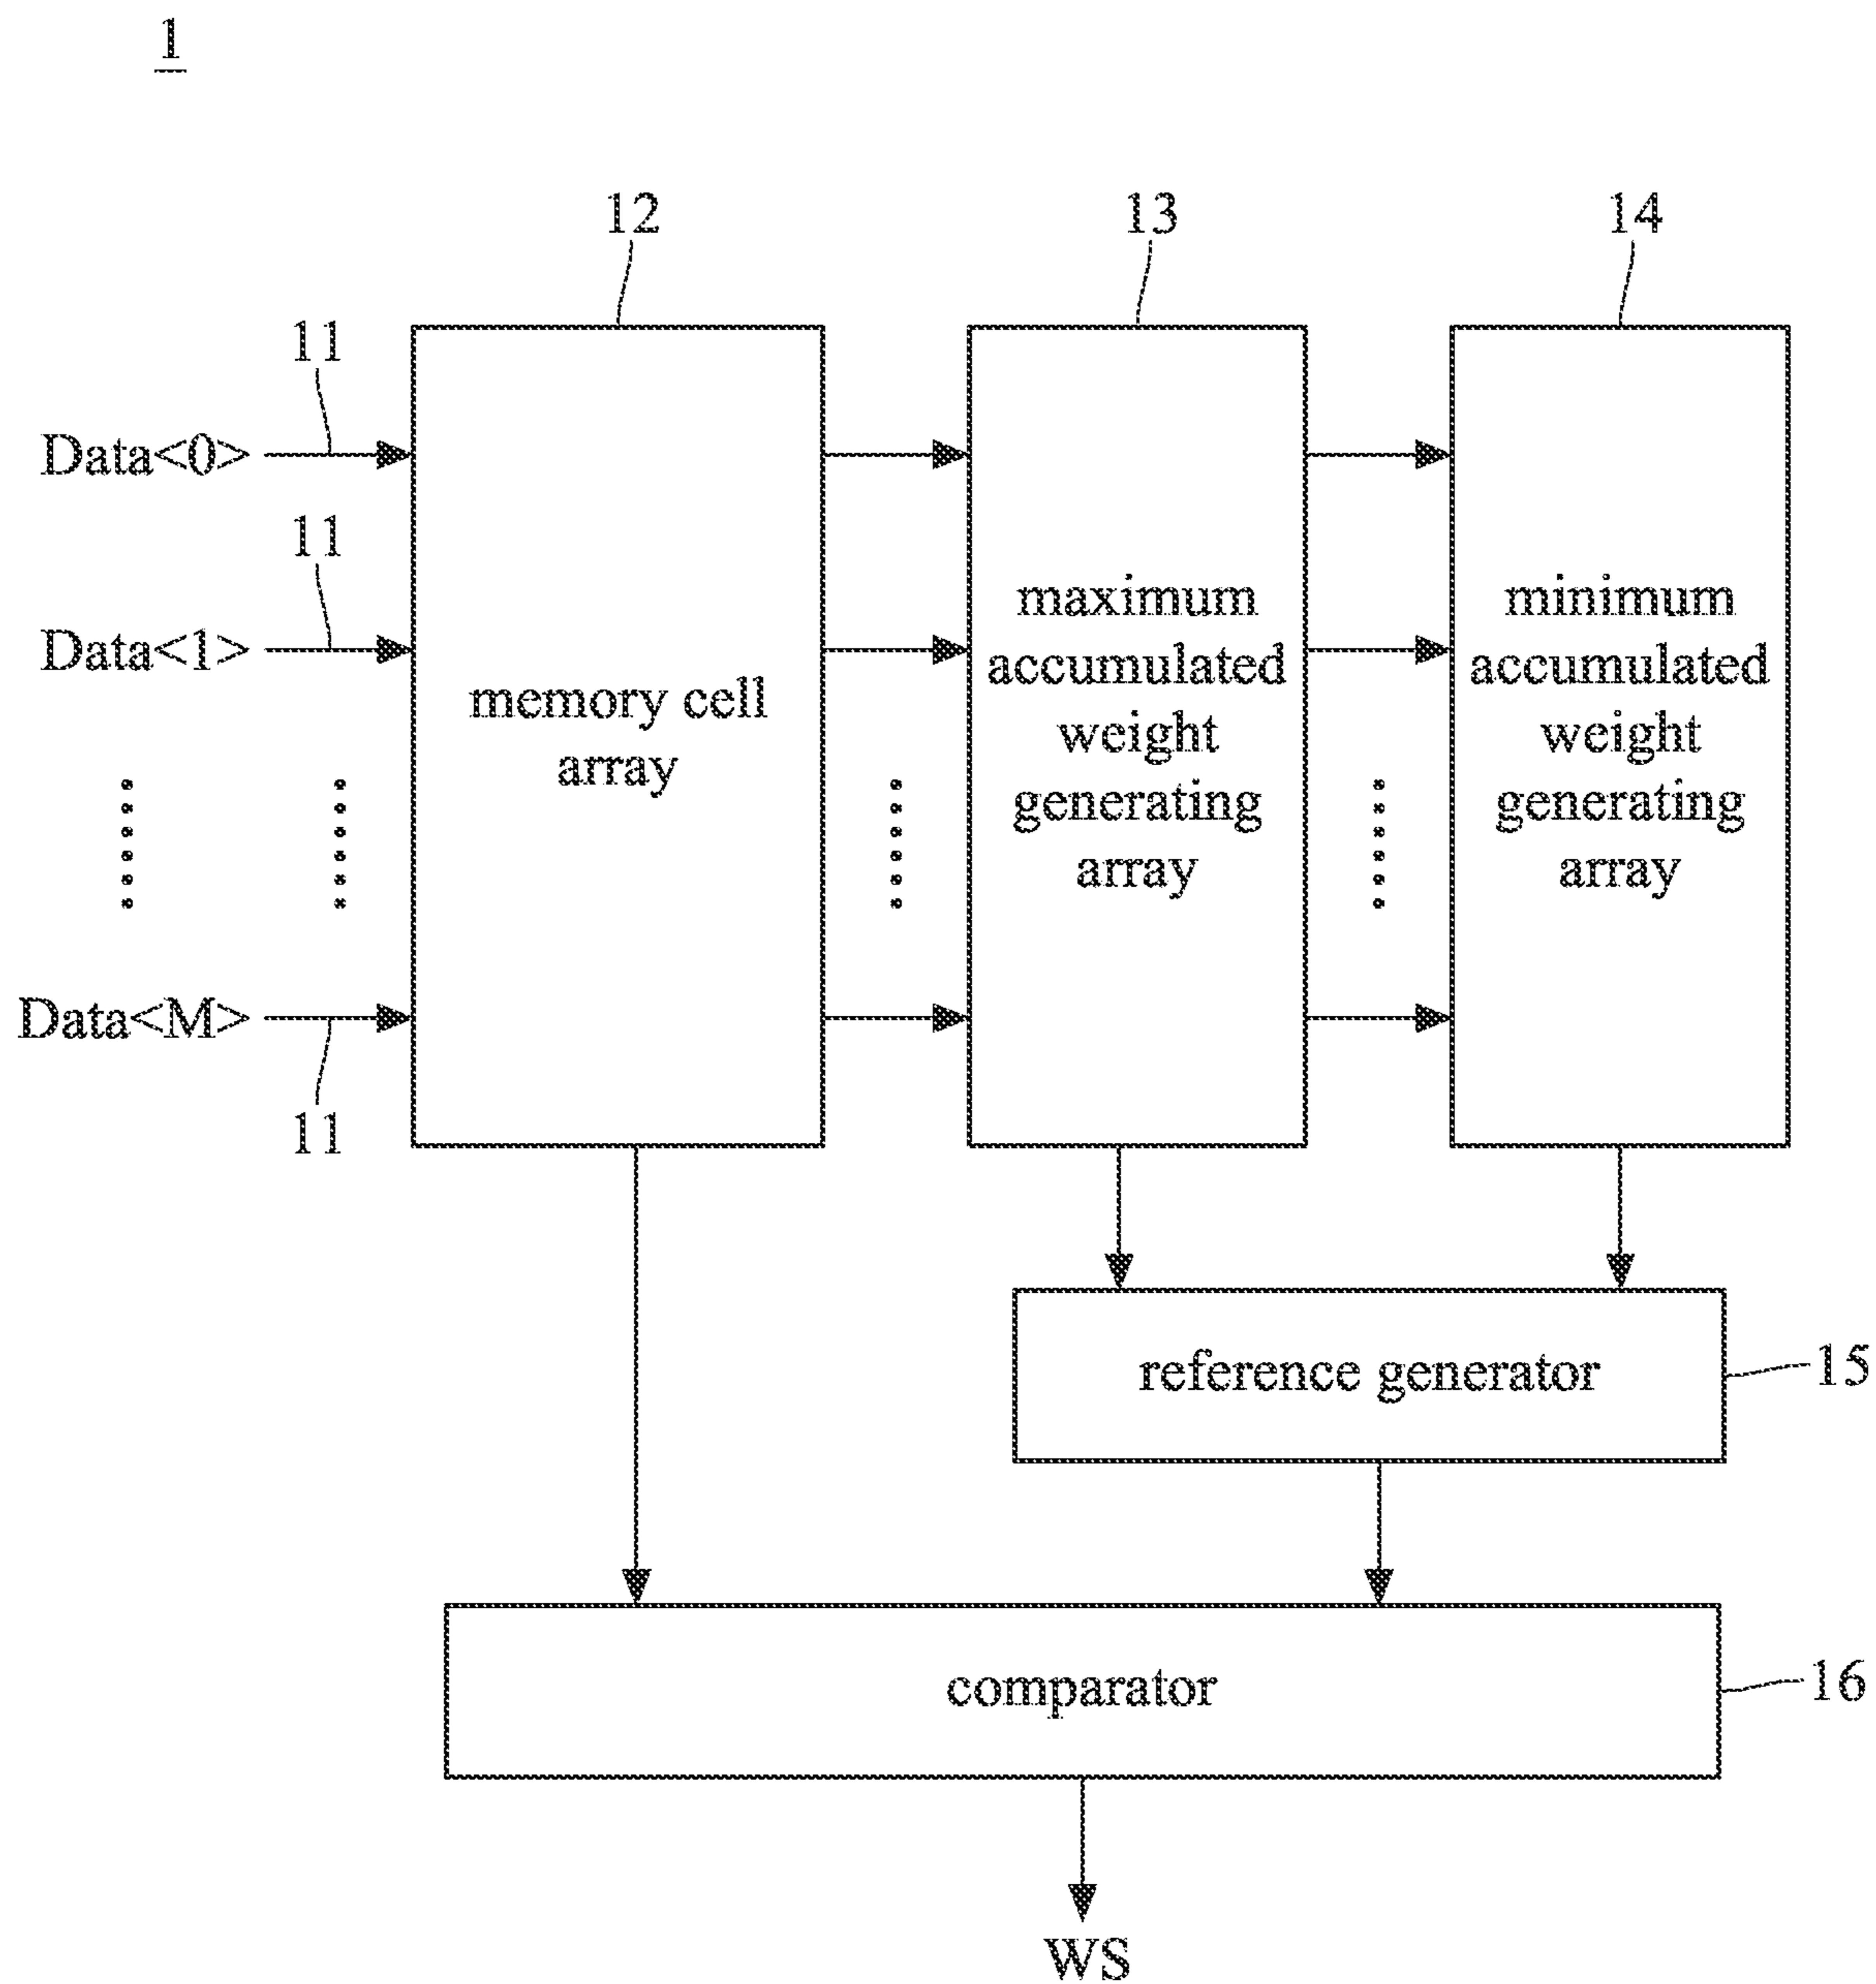 1
12
13
14
11
Data<0>
11
Data<1>
memory cell
array
maximum
accumulated
weight
generating
array
minimum
accumulated
weight
generating
array
Data<M>
11
reference generator
15
comparator
16
WS